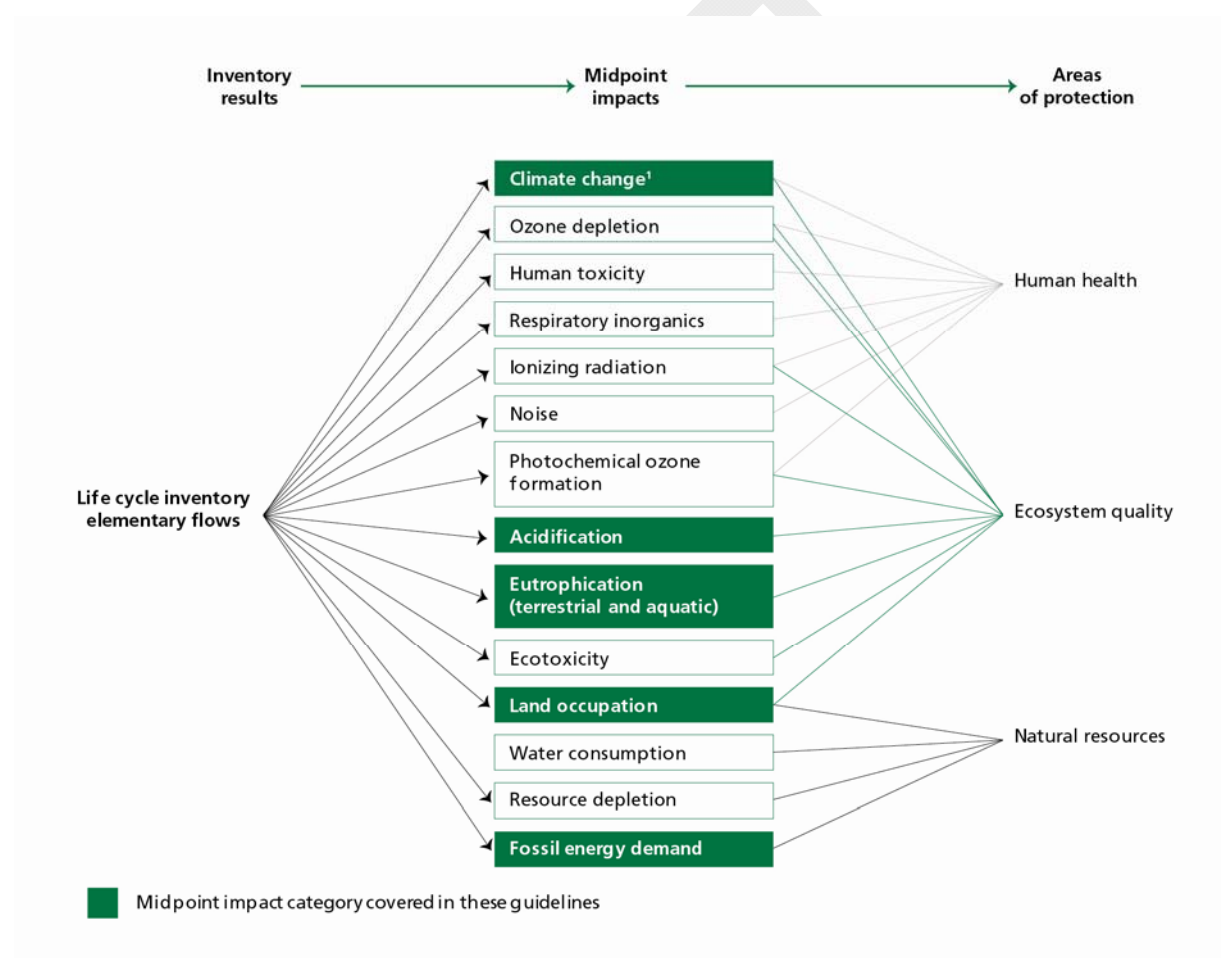 Inventory
results
Midpoint
impacts
Areas
of protection
Climate change¹
Ozone depletion
Human toxicity
Respiratory inorganics
Ionizing radiation
Noise
Photochemical ozone
formation
Acidification
Eutrophication
(terrestrial and aquatic)
Ecotoxicity
Land occupation
Water consumption
Resource depletion
Fossil energy demand
Life cycle inventory
elementary flows
Human health
Ecosystem quality
Natural resources
Midpoint impact category covered in these guidelines